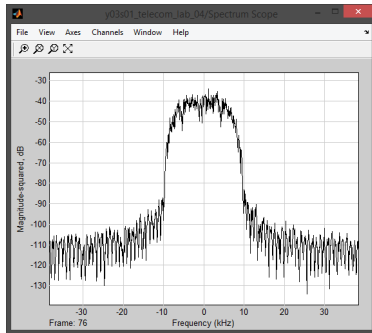 y03s01_telecom_lab_04/Spectrum Scope
File View Axes Channels Window Help
Magnitude-squared, dB
-30
-40
-50
-60
-70
-80
-90
-100
-110
-120
-130
-30 -20 -10 0 10 20 30
Frame: 76 Frequency (kHz)